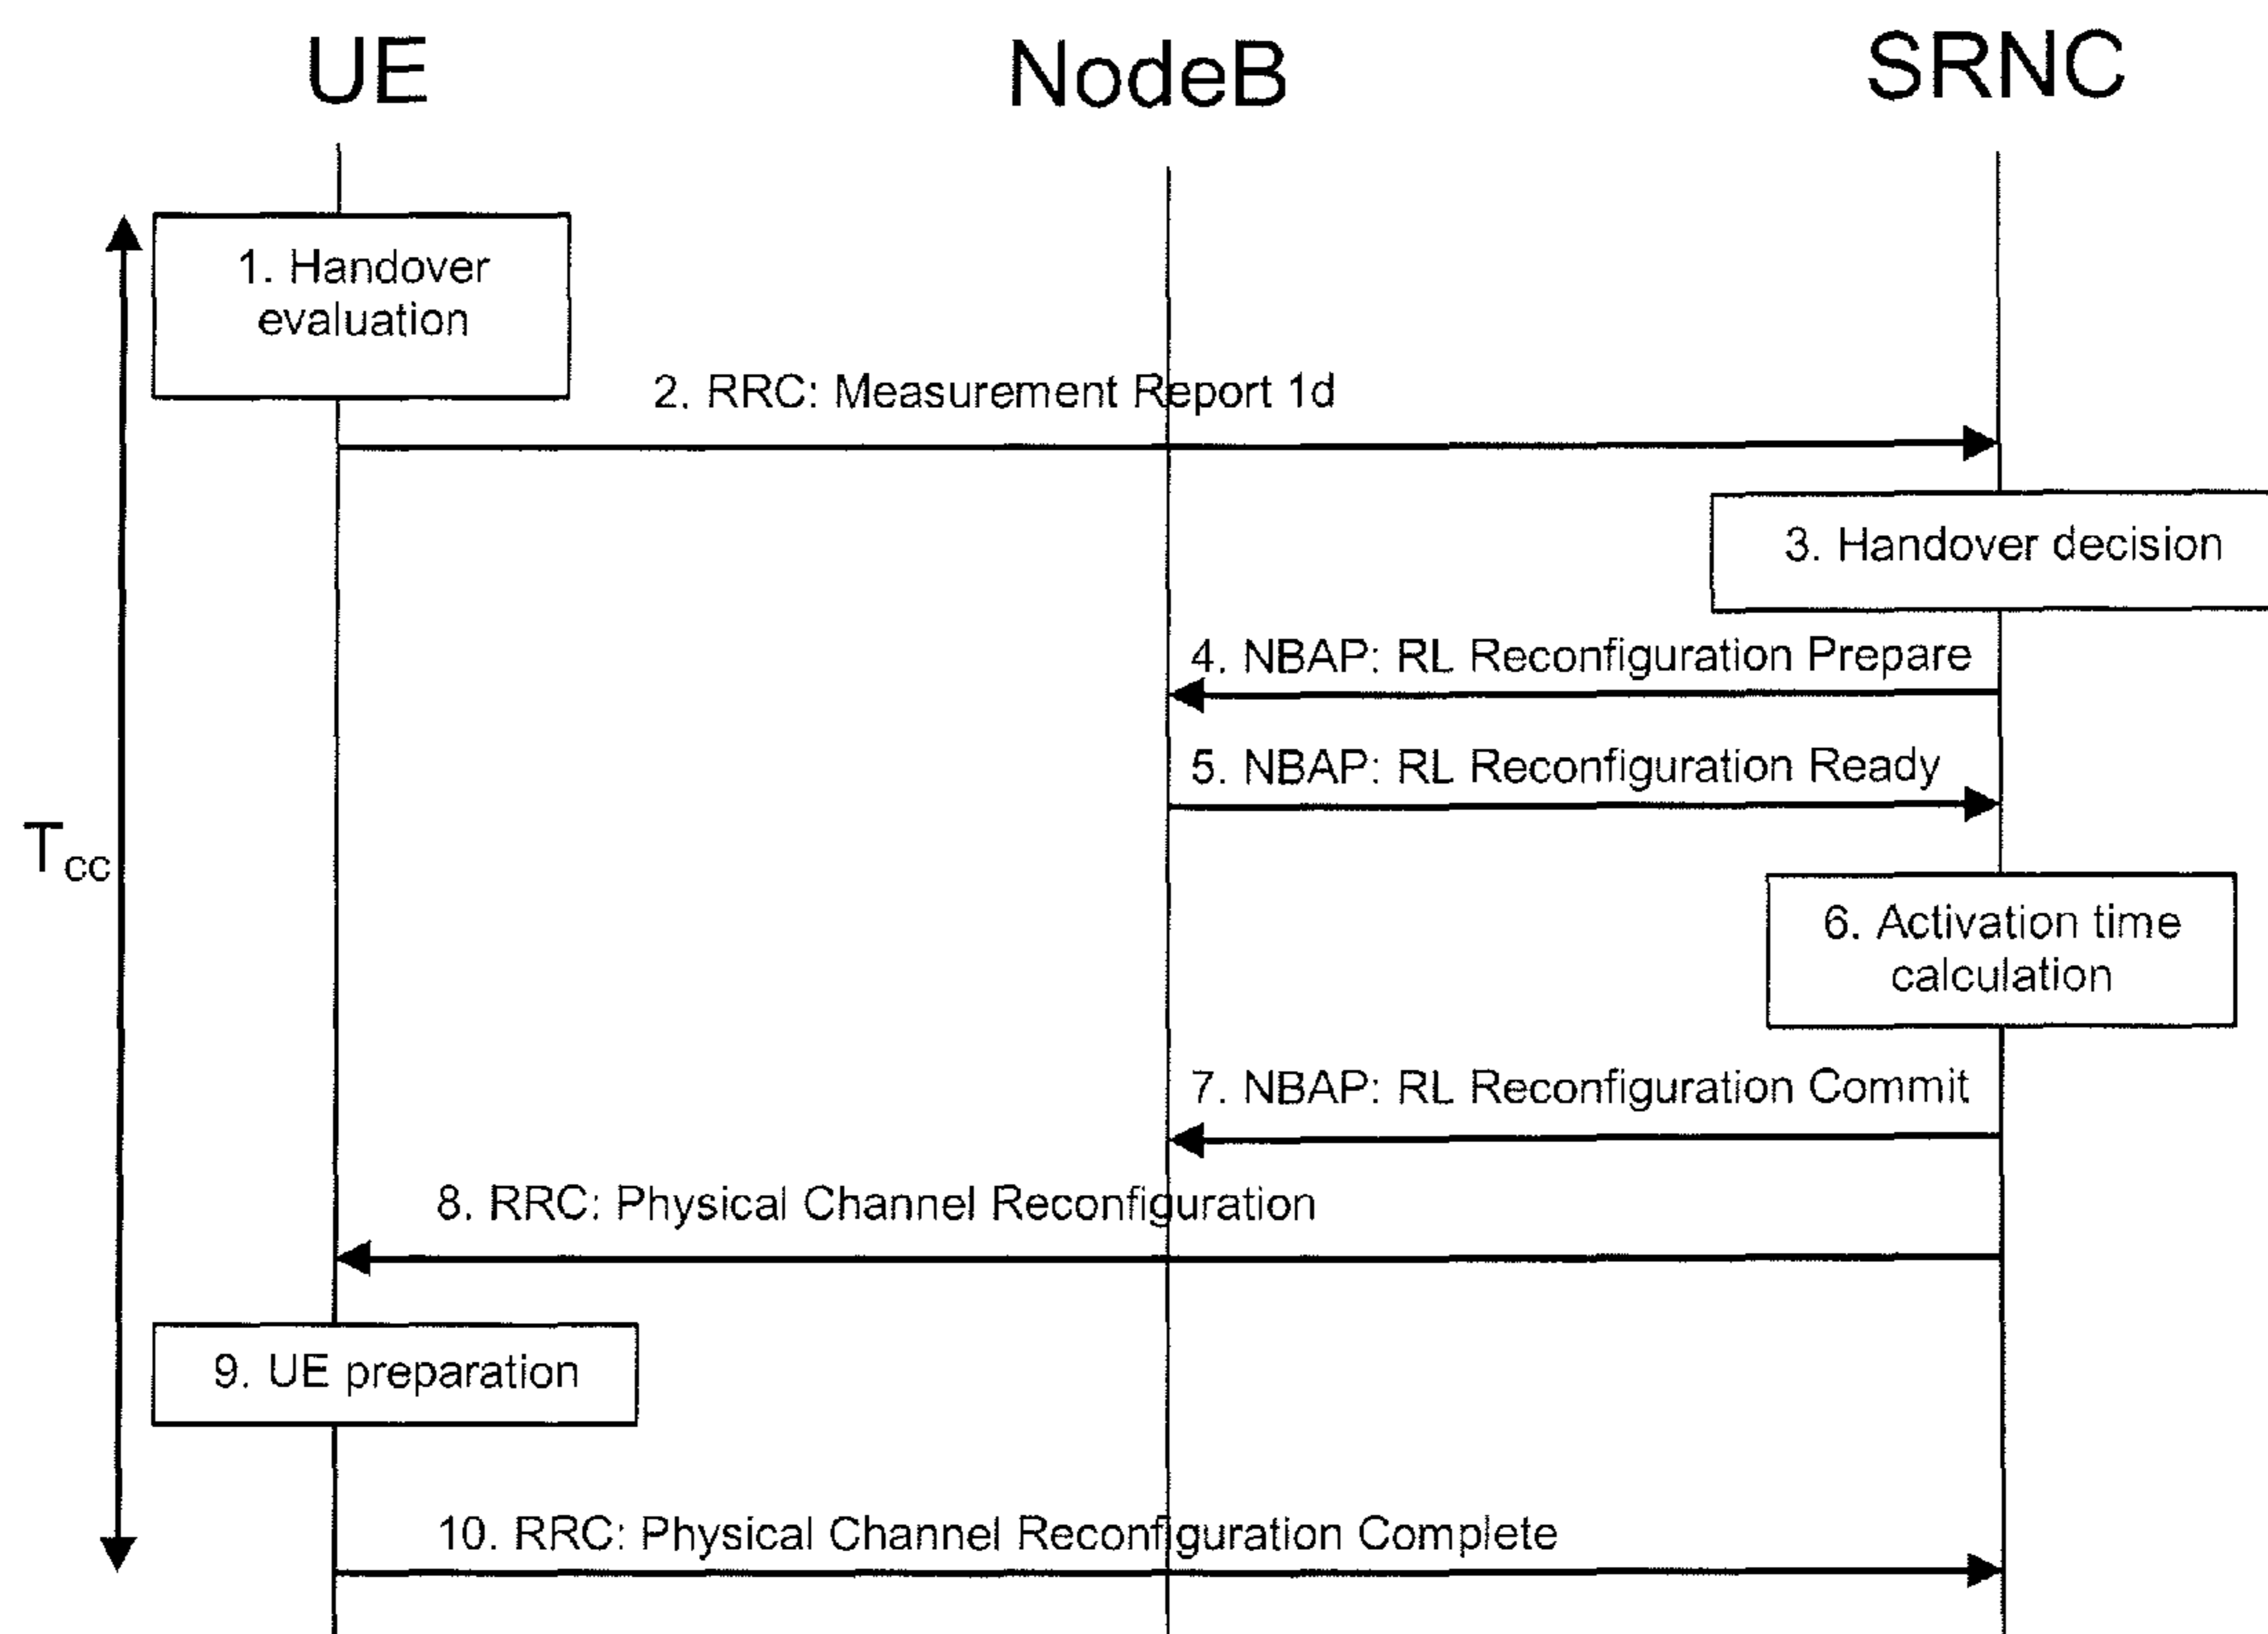 UE
NodeB
SRNC
1. Handover
evaluation
2. RRC: Measurement Report 1d
3. Handover decision
4. NBAP: RL Reconfiguration Prepare
5. NBAP: RL Reconfiguration Ready
Tcc
6. Activation time
calculation
7. NBAP: RL Reconfiguration Commit
8. RRC: Physical Channel Reconfiguration
9. UE preparation
10. RRC: Physical Channel Reconfiguration Complete